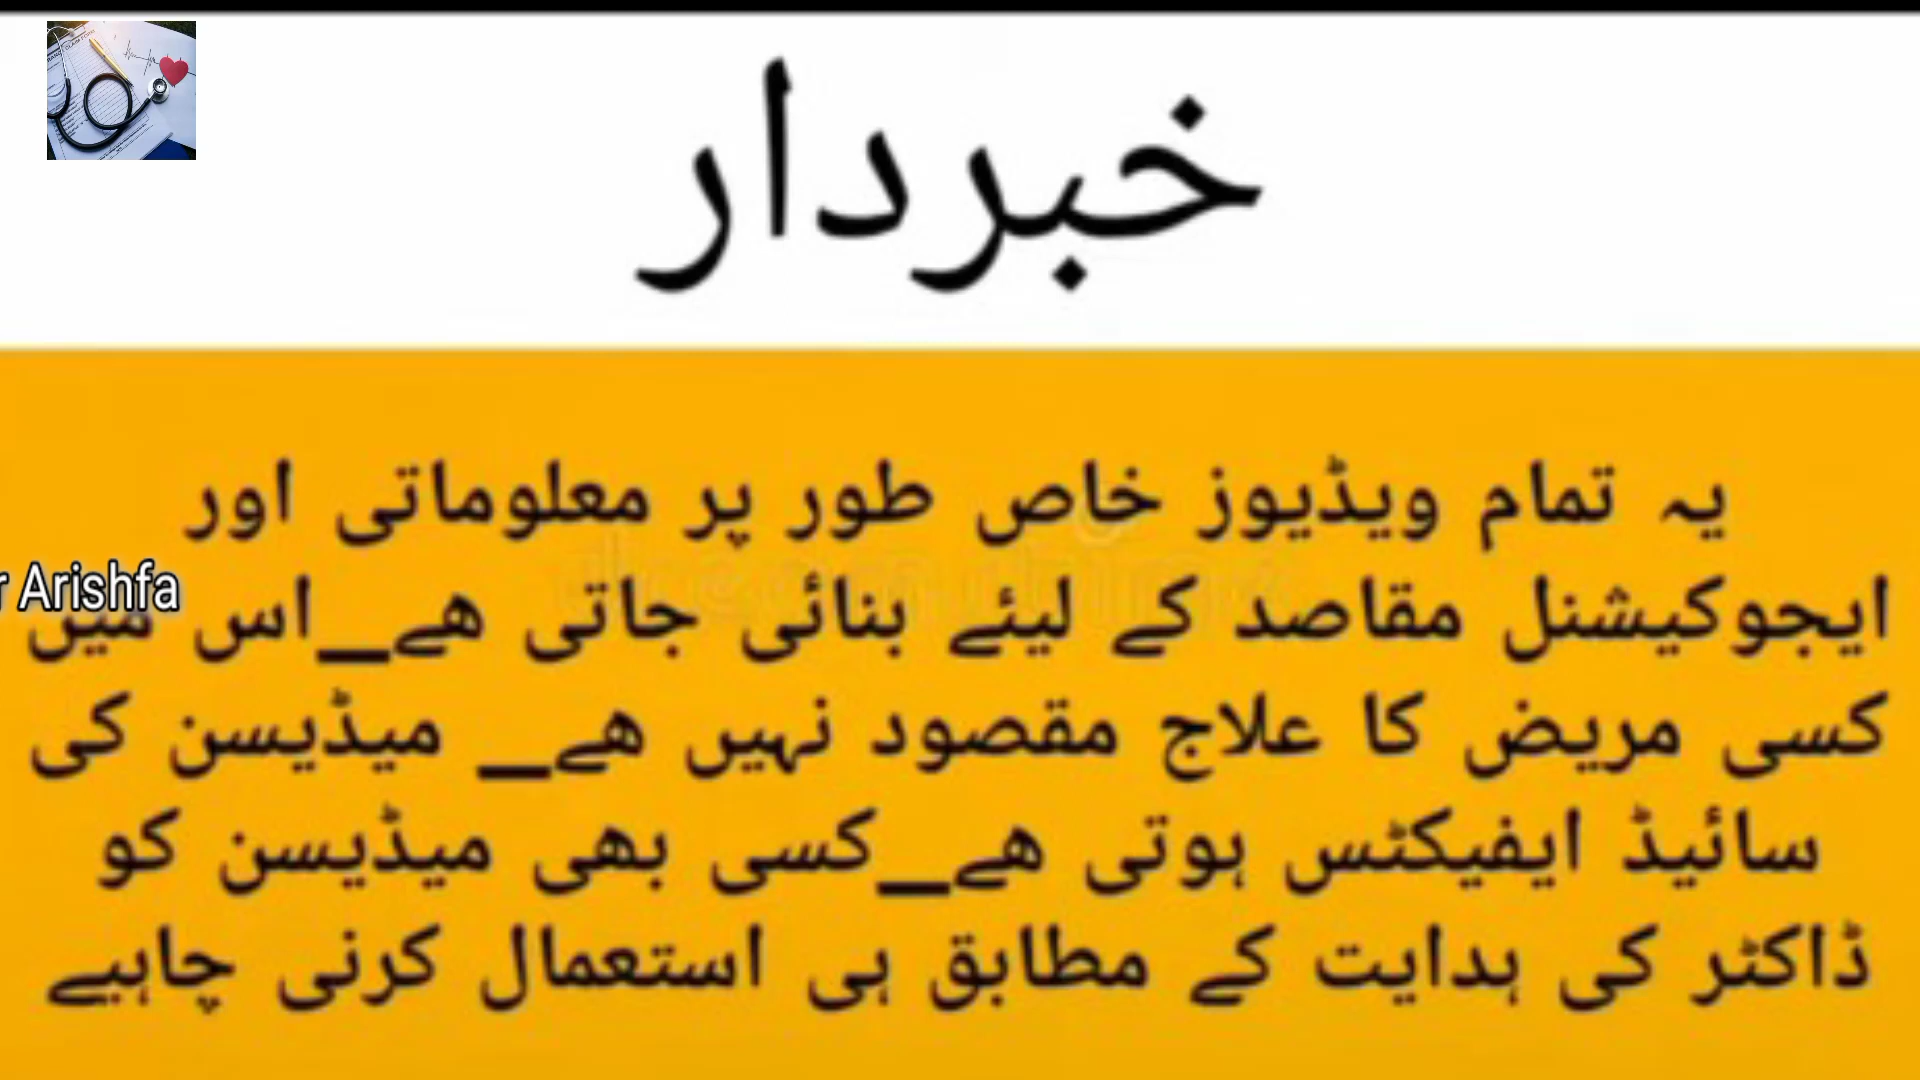 خبردار
یہ تمام ویڈیوز خاص طور پر معلوماتی اور
ایجوکیشنل مقاصد کے لیئے بنائی جاتی ھے_اس میں
r Arishfa
کسی مریض کا علاج مقصود نہیں ھے_ میڈیسن کی
سائیڈ ایفیکٹس ہوتی ھے_کسی بھی میڈیسن کو
ڈاکٹر کی ہدایت کے مطابق ہی استعمال کرنی چاہیے